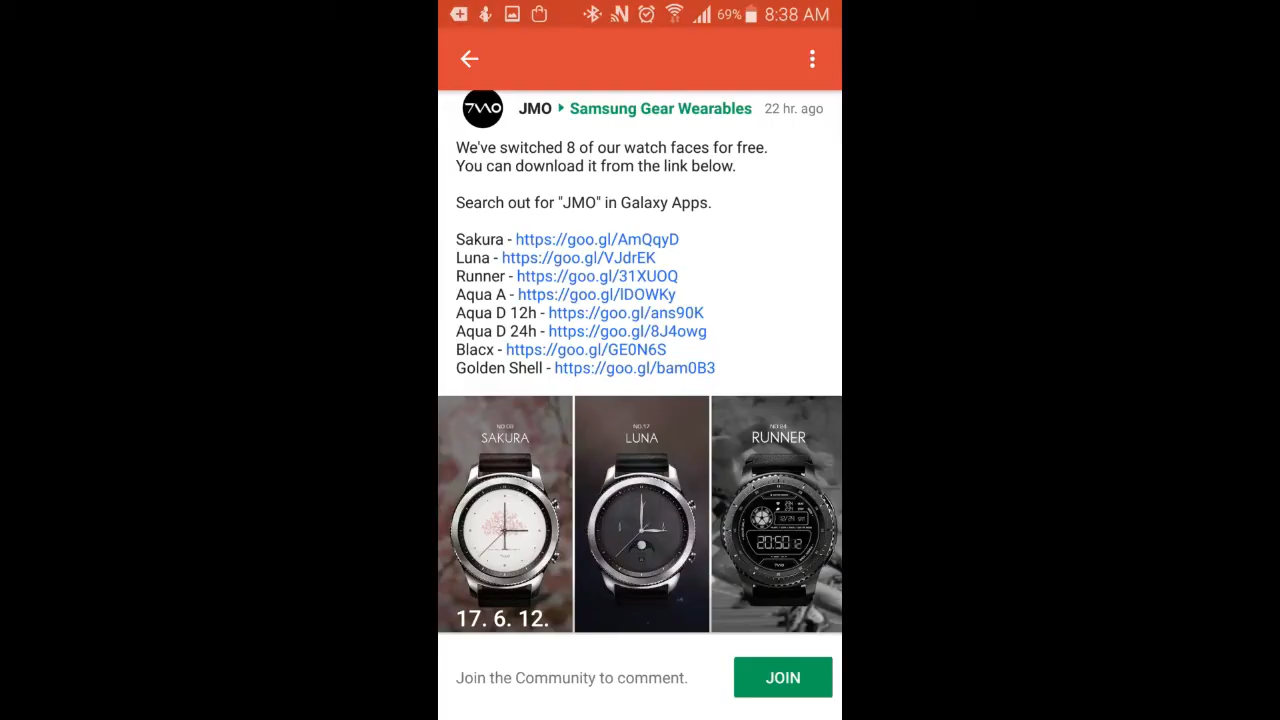 69% 8:38 AM
JMO Samsung Gear Wearables 22 hr. ago
We've switched 8 of our watch faces for free.
You can download it from the link below.
Search out for "JMO" in Galaxy Apps.
Sakura - https://goo.gl/AmQqyD
Luna - https://goo.gl/VJdrEK
Runner - https://goo.gl/31XUOQ
Aqua A - https://goo.gl/lDOWKy
Aqua D 12h - https://goo.gl/ans90K
Aqua D 24h - https://goo.gl/8J4owg
Blacx - https://goo.gl/GE0N6S
Golden Shell - https://goo.gl/bam0B3
SAKURA
NO.17
LUNA
RUNNER
20:50 12
17. 6. 12.
Join the Community to comment.
JOIN